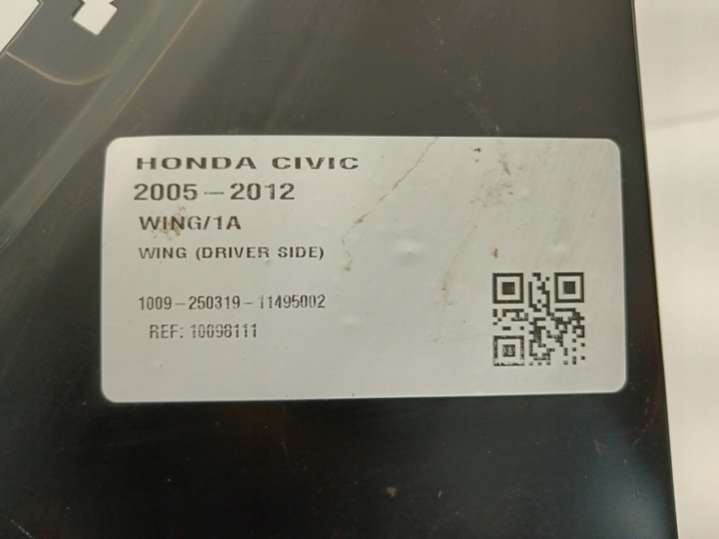 HONDA CIVIC
2005-2012
WING/1A
WING (DRIVER SIDE)
1009-250319-11495002
REF: 10098111